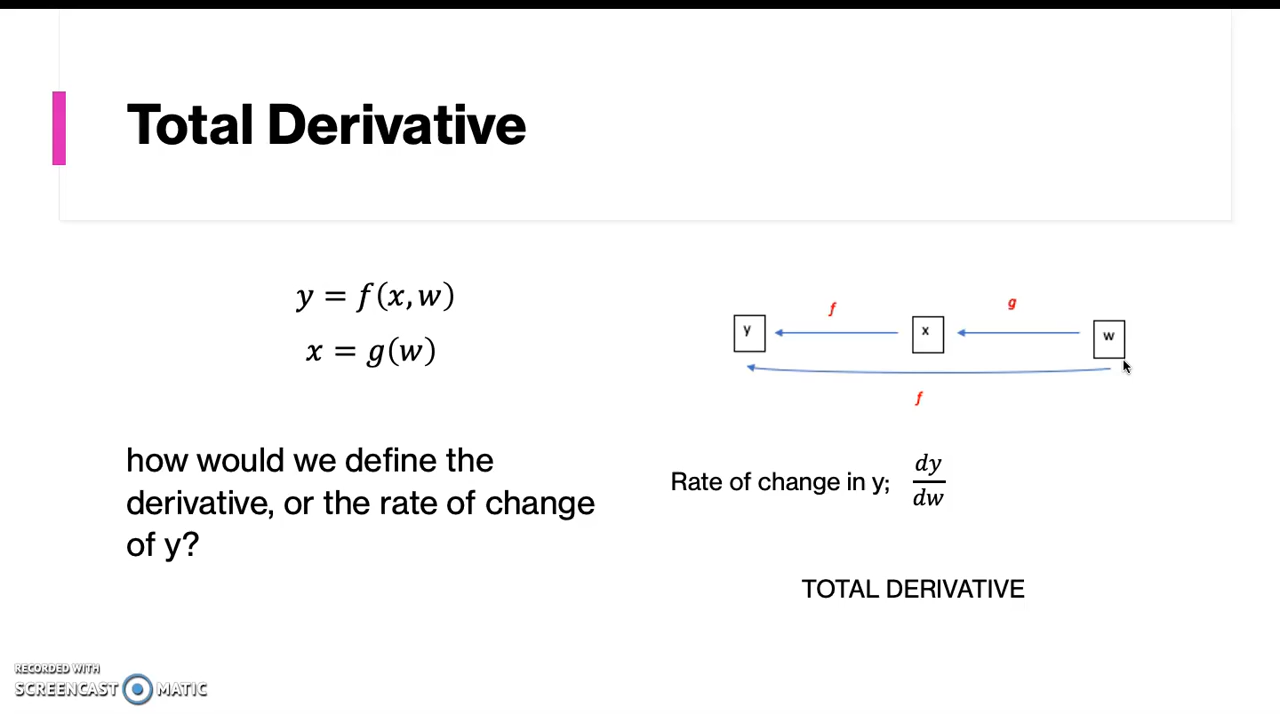 Total Derivative
y = f(x, w)
x = g(w)
how would we define the
derivative, or the rate of change
of y?
f
g
y
x
w
f
Rate of change in y; dy/dw
TOTAL DERIVATIVE
RECORDED WITH
SCREENCAST MATIC